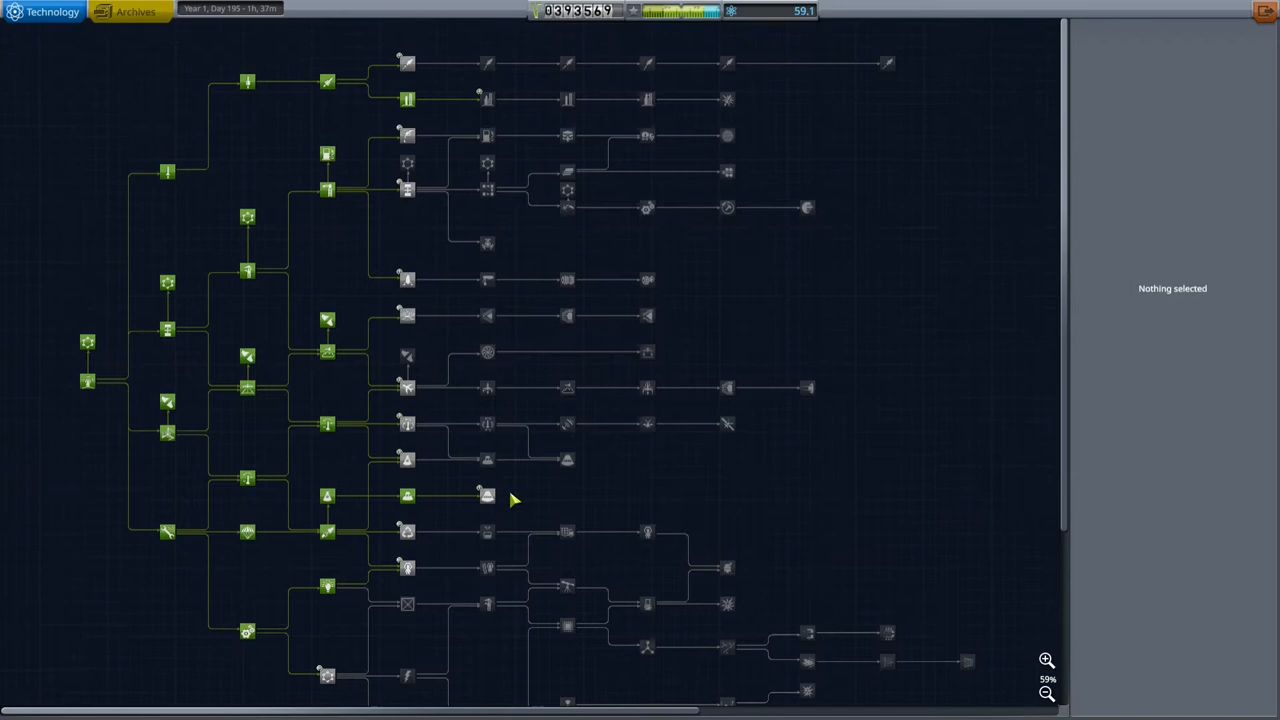 Technology
Archives
Year 1, Day 195 - 1h, 37m
0393569
59.1
Nothing selected
59%